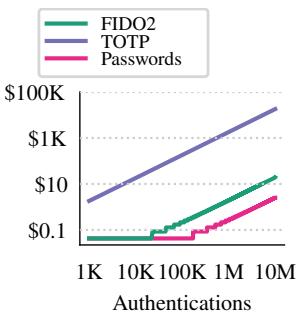 FIDO2
TOTP
Passwords
$100K
$1K
$10
$0.1
1K 10K 100K 1M 10M
Authentications